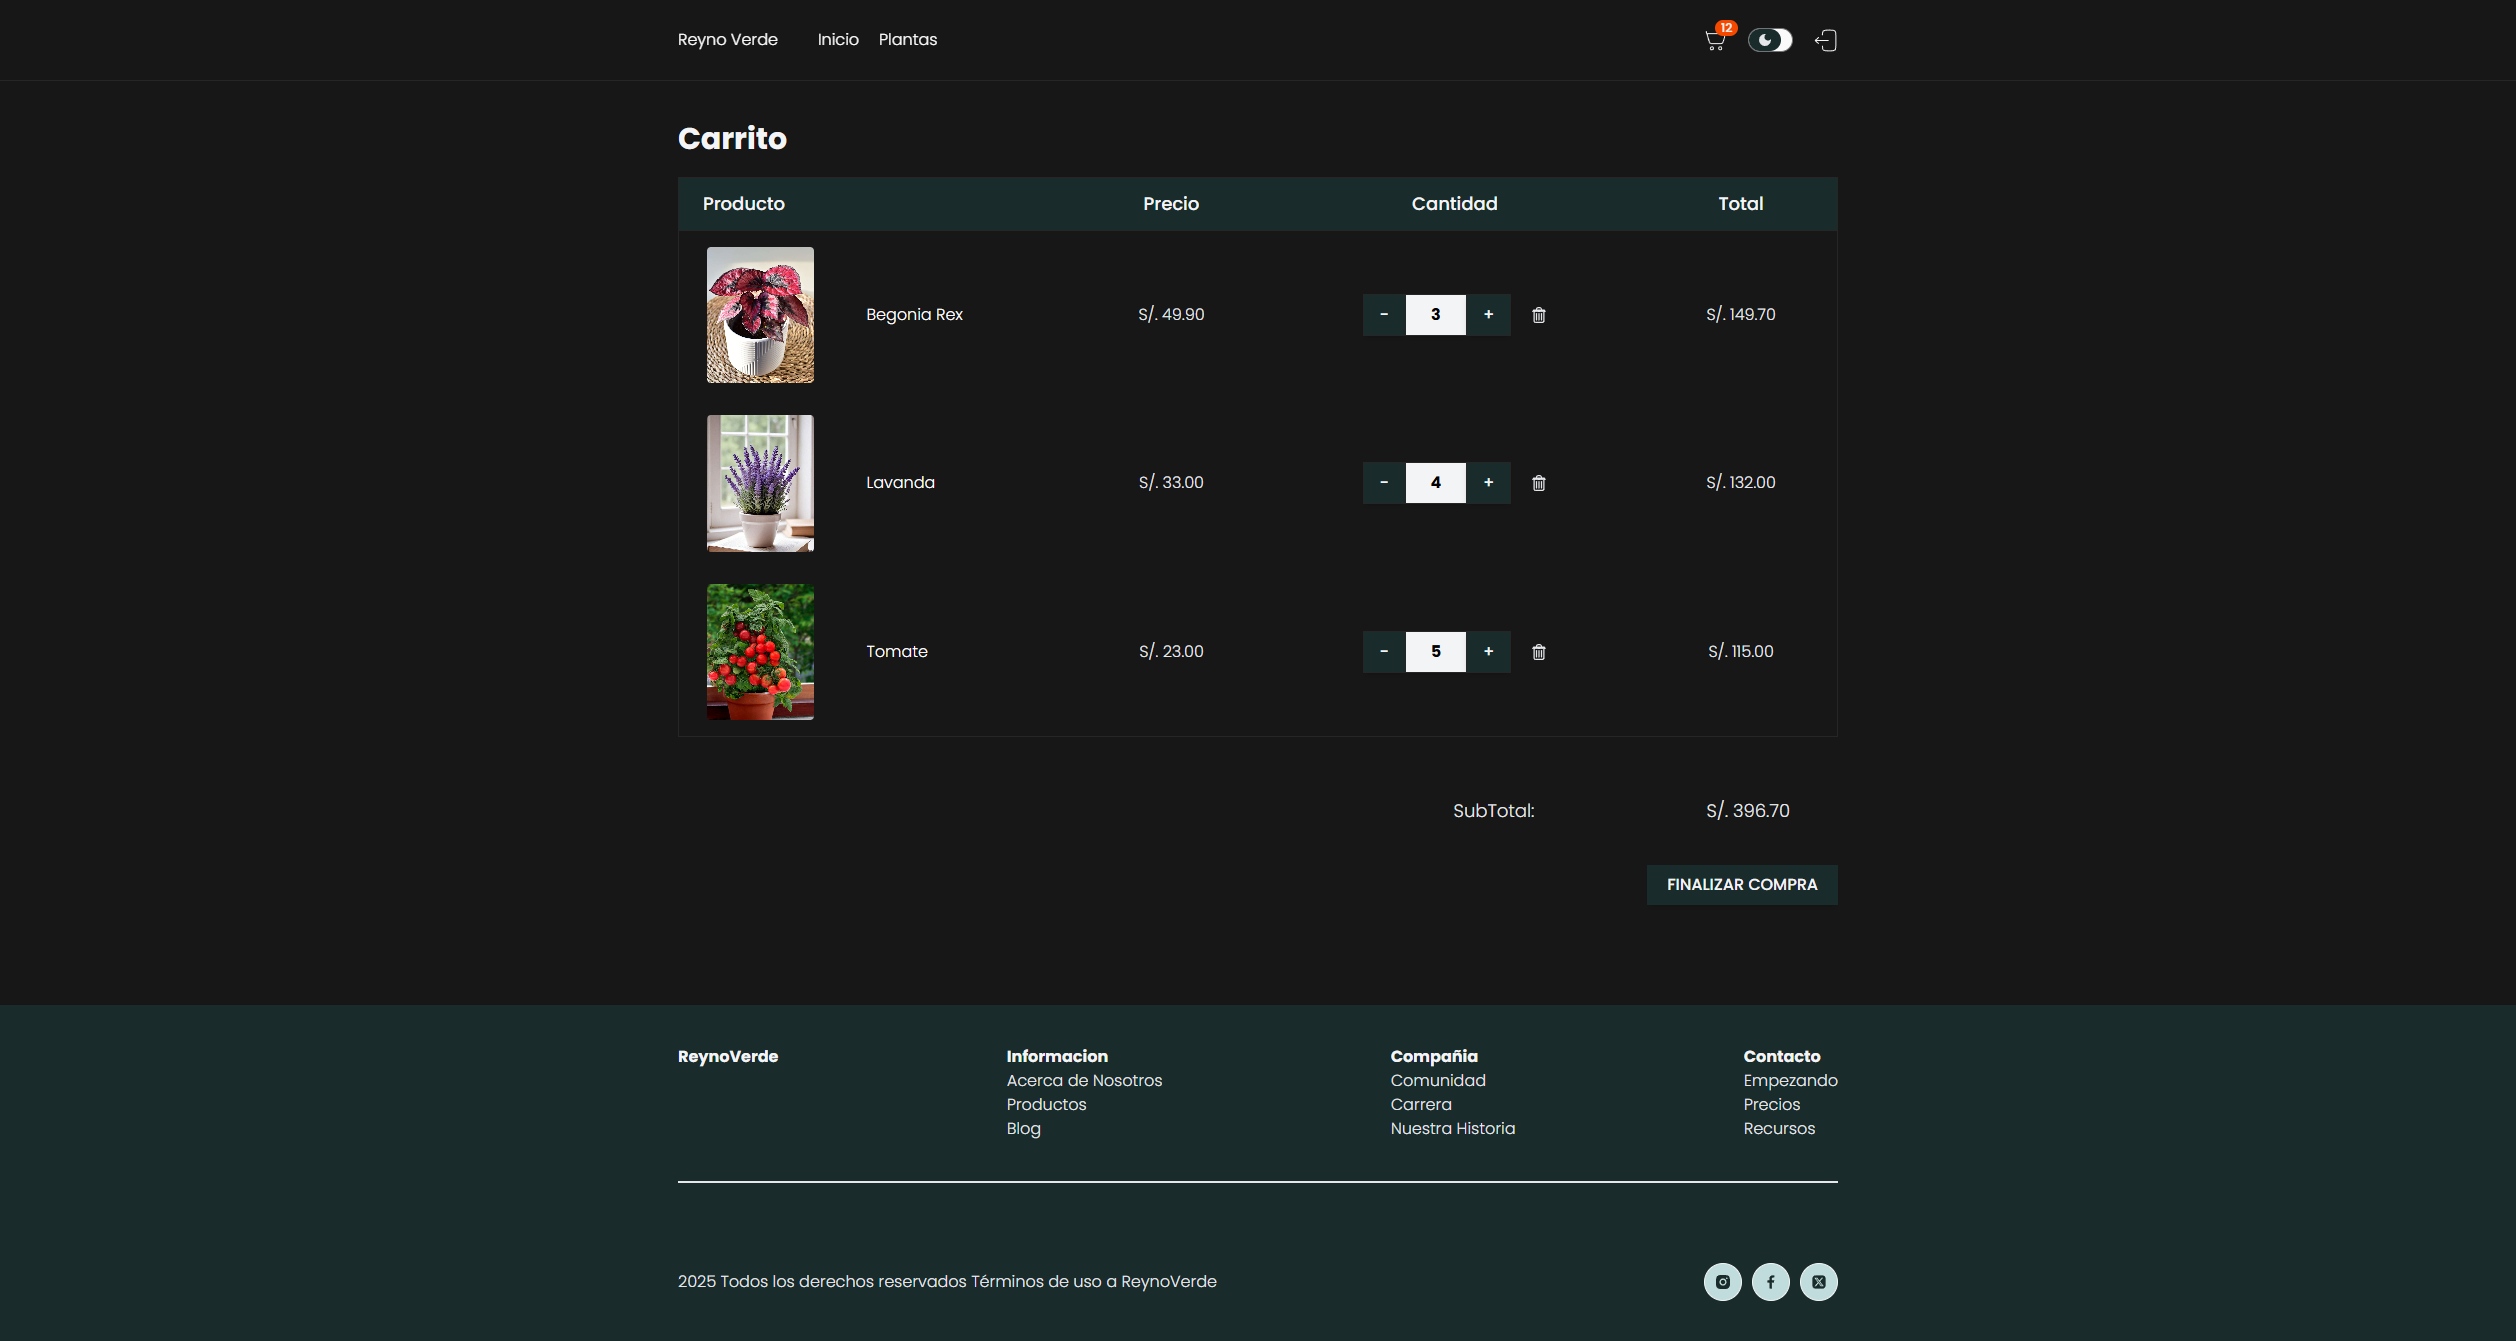 Reyno Verde Inicio Plantas 12
Carrito
Producto Precio Cantidad Total
Begonia Rex S/. 49.90 - 3 + S/. 149.70
Lavanda S/. 33.00 - 4 + S/. 132.00
Tomate S/. 23.00 - 5 + S/. 115.00
SubTotal: S/. 396.70
FINALIZAR COMPRA
ReynoVerde
Informacion
Acerca de Nosotros
Productos
Blog
Compañia
Comunidad
Carrera
Nuestra Historia
Contacto
Empezando
Precios
Recursos
2025 Todos los derechos reservados Términos de uso a ReynoVerde